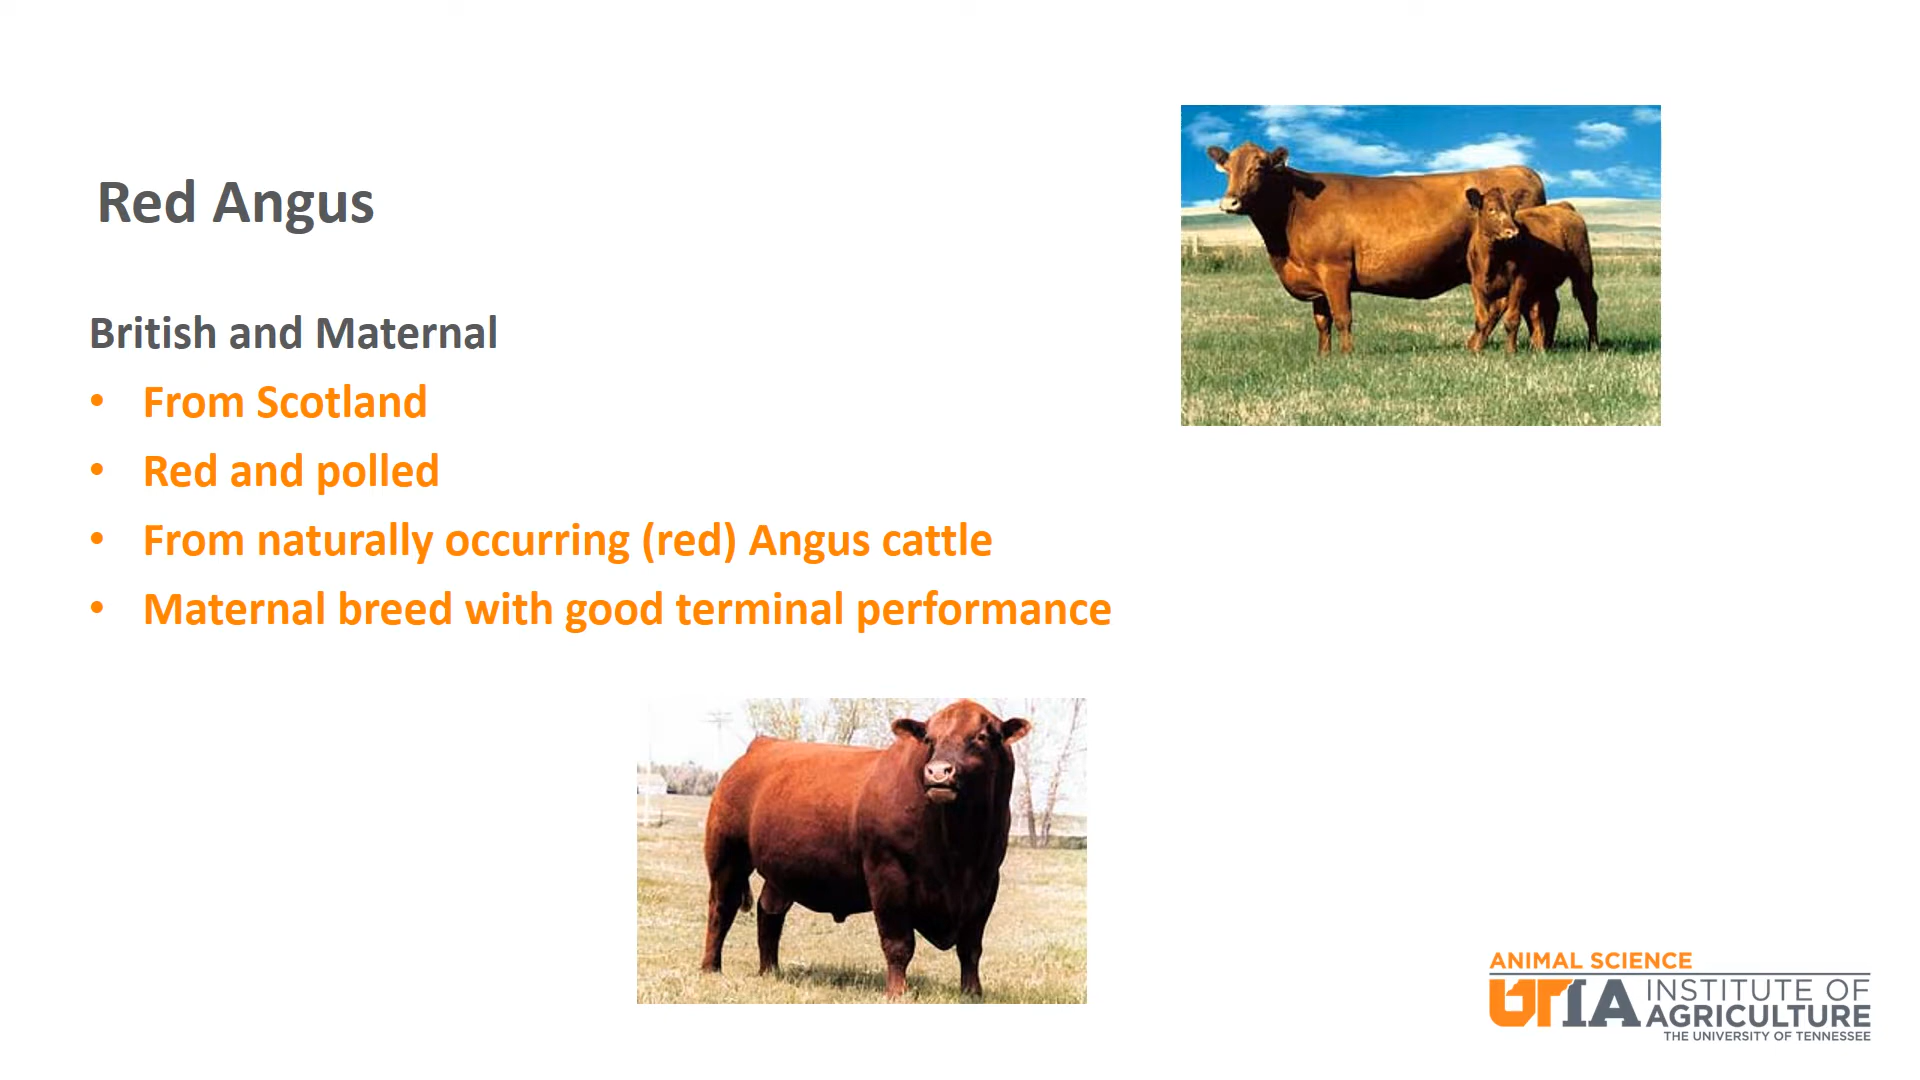 Red Angus
British and Maternal
• From Scotland
• Red and polled
• From naturally occurring (red) Angus cattle
• Maternal breed with good terminal performance
ANIMAL SCIENCE
UTIA INSTITUTE OF
AGRICULTURE
THE UNIVERSITY OF TENNESSEE